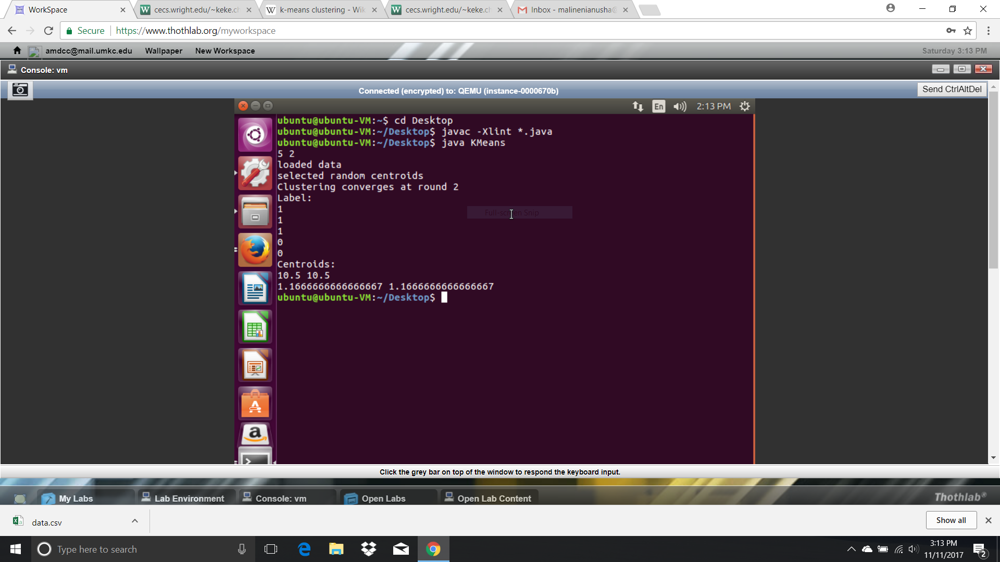 WorkSpace
cecs.wright.edu/~keke.ch
k-means clustering - Wik
cecs.wright.edu/~keke.ch
Inbox - malinenianusha@
Secure
https://www.thothlab.org/myworkspace
amdcc@mail.umkc.edu
Wallpaper
New Workspace
Saturday 3:13 PM
Console: vm
Connected (encrypted) to: QEMU (instance-0000670b)
Send CtrlAltDel
En
2:13 PM
ubuntu@ubuntu-VM:~$ cd Desktop
ubuntu@ubuntu-VM:~/Desktop$ javac -Xlint *.java
ubuntu@ubuntu-VM:~/Desktop$ java KMeans
5 2
loaded data
selected random centroids
Clustering converges at round 2
Label:
1
Full-screen Snip
1
1
0
0
Centroids:
10.5 10.5
1.1666666666666667 1.1666666666666667
ubuntu@ubuntu-VM:~/Desktop$
Click the grey bar on top of the window to respond the keyboard input.
My Labs
Lab Environment
Console: vm
Open Labs
Open Lab Content
Thothlab®
data.csv
Show all
Type here to search
3:13 PM
11/11/2017
2